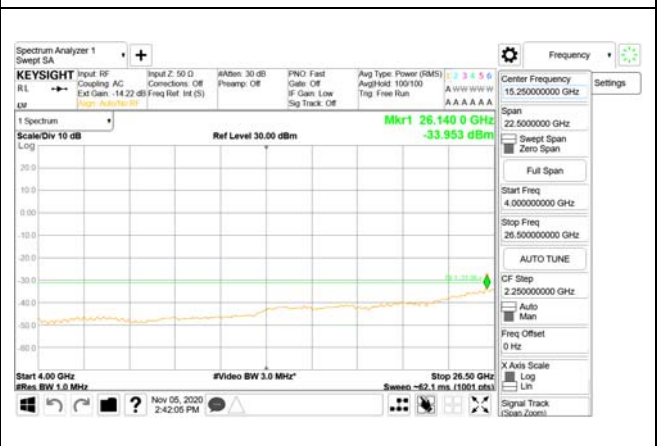 Spectrum Analyzer 1
Swept SA
+
Frequency
KEYSIGHT
RL
Input: RF
Coupling: AC
Ext Gain: -14.22 dB
Align: Auto/No RF
Input Z: 50 Ω
Corrections: Off
Freq Ref: Int (S)
#Atten: 30 dB
Preamp: Off
PNO: Fast
Gate: Off
IF Gain: Low
Sig Track: Off
Avg Type: Power (RMS)
Avg|Hold: 100/100
Trig: Free Run
1 2 3 4 5 6
A W W W W W
A A A A A A
1 Spectrum
Scale/Div 10 dB
Log
Ref Level 30.00 dBm
Mkr1 26.140 0 GHz
-33.953 dBm
20.0
10.0
0.00
-10.0
-20.0
-30.0
-40.0
-50.0
-60.0
Start 4.00 GHz
#Res BW 1.0 MHz
#Video BW 3.0 MHz*
Stop 26.50 GHz
Sweep ~62.1 ms (1001 pts)
Nov 05, 2020
2:42:05 PM
Center Frequency
15.250000000 GHz
Settings
Span
22.5000000 GHz
Swept Span
Zero Span
Full Span
Start Freq
4.000000000 GHz
Stop Freq
26.500000000 GHz
AUTO TUNE
CF Step
2.250000000 GHz
Auto
Man
Freq Offset
0 Hz
X Axis Scale
Log
Lin
Signal Track
(Span Zoom)